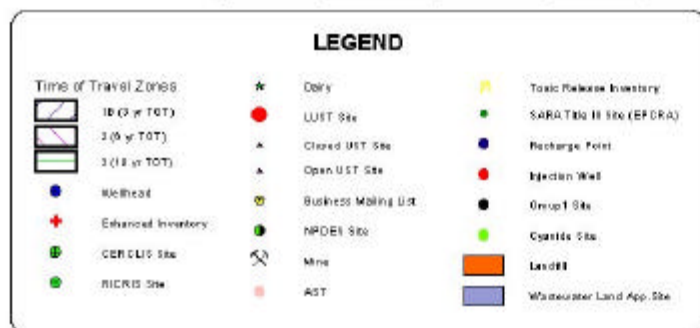 LEGEND
Time of Travel Zones
1B (3 yr TOT)
2 (6 yr TOT)
3 (10 yr TOT)
Wellhead
Enhanced Inventory
CERCLIS Site
RICRIS Site
Dairy
LUST Site
Closed UST Site
Open UST Site
Business Mailing List
NPDES Site
Mine
AST
Toxic Release Inventory
SARA Title III Site (EPCRA)
Recharge Point
Injection Well
Group1 Site
Cyanide Site
Landfill
Wastewater Land App. Site